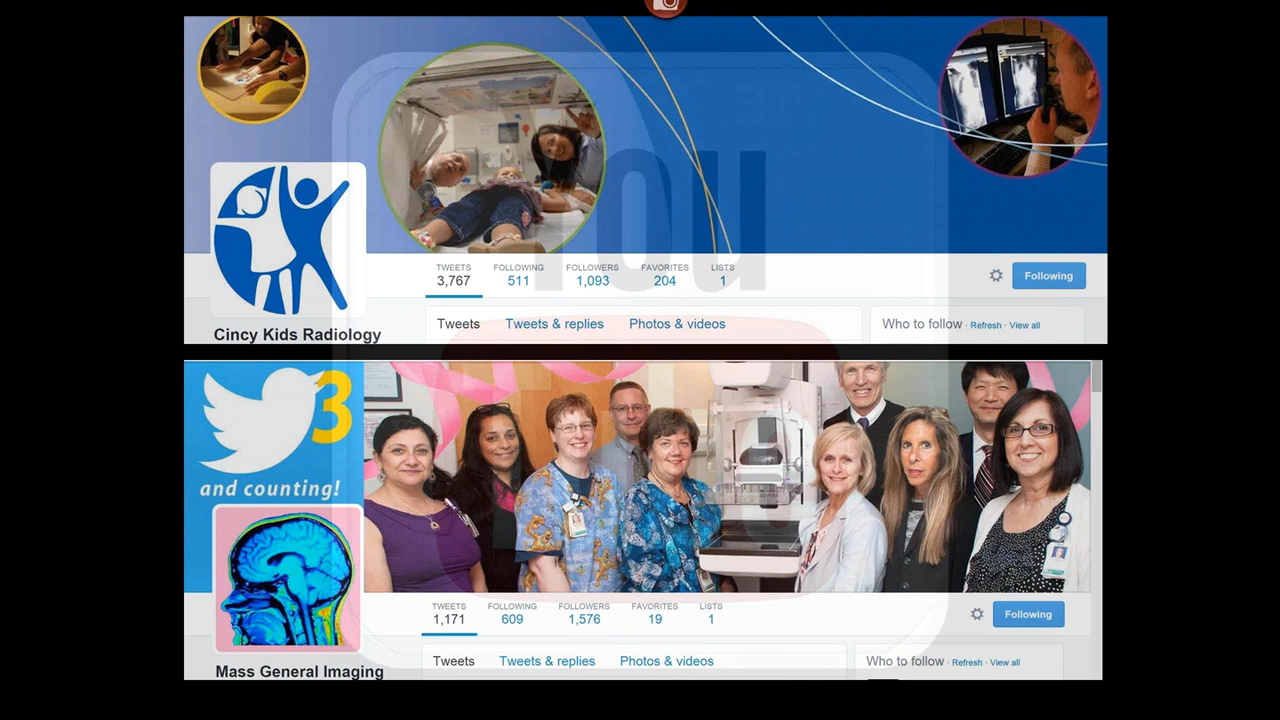 You
TWEETS FOLLOWING FOLLOWERS FAVORITES LISTS
3,767 511 1,093 204 1
Following
Tweets Tweets & replies Photos & videos
Who to follow · Refresh · View all
Cincy Kids Radiology
3
and counting!
TWEETS FOLLOWING FOLLOWERS FAVORITES LISTS
1,171 609 1,576 19 1
Following
Tweets Tweets & replies Photos & videos
Who to follow · Refresh · View all
Mass General Imaging